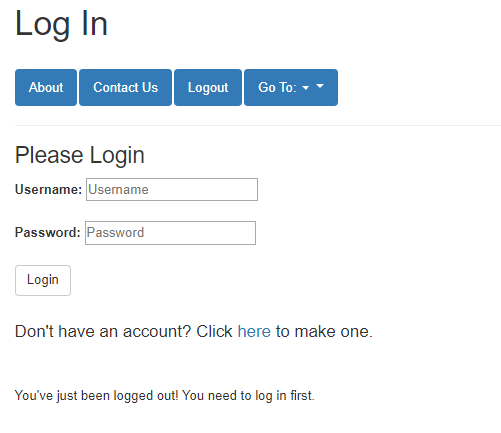 Log In
About Contact Us Logout Go To:
Please Login
Username: Username
Password: Password
Login
Don't have an account? Click here to make one.
You've just been logged out! You need to log in first.